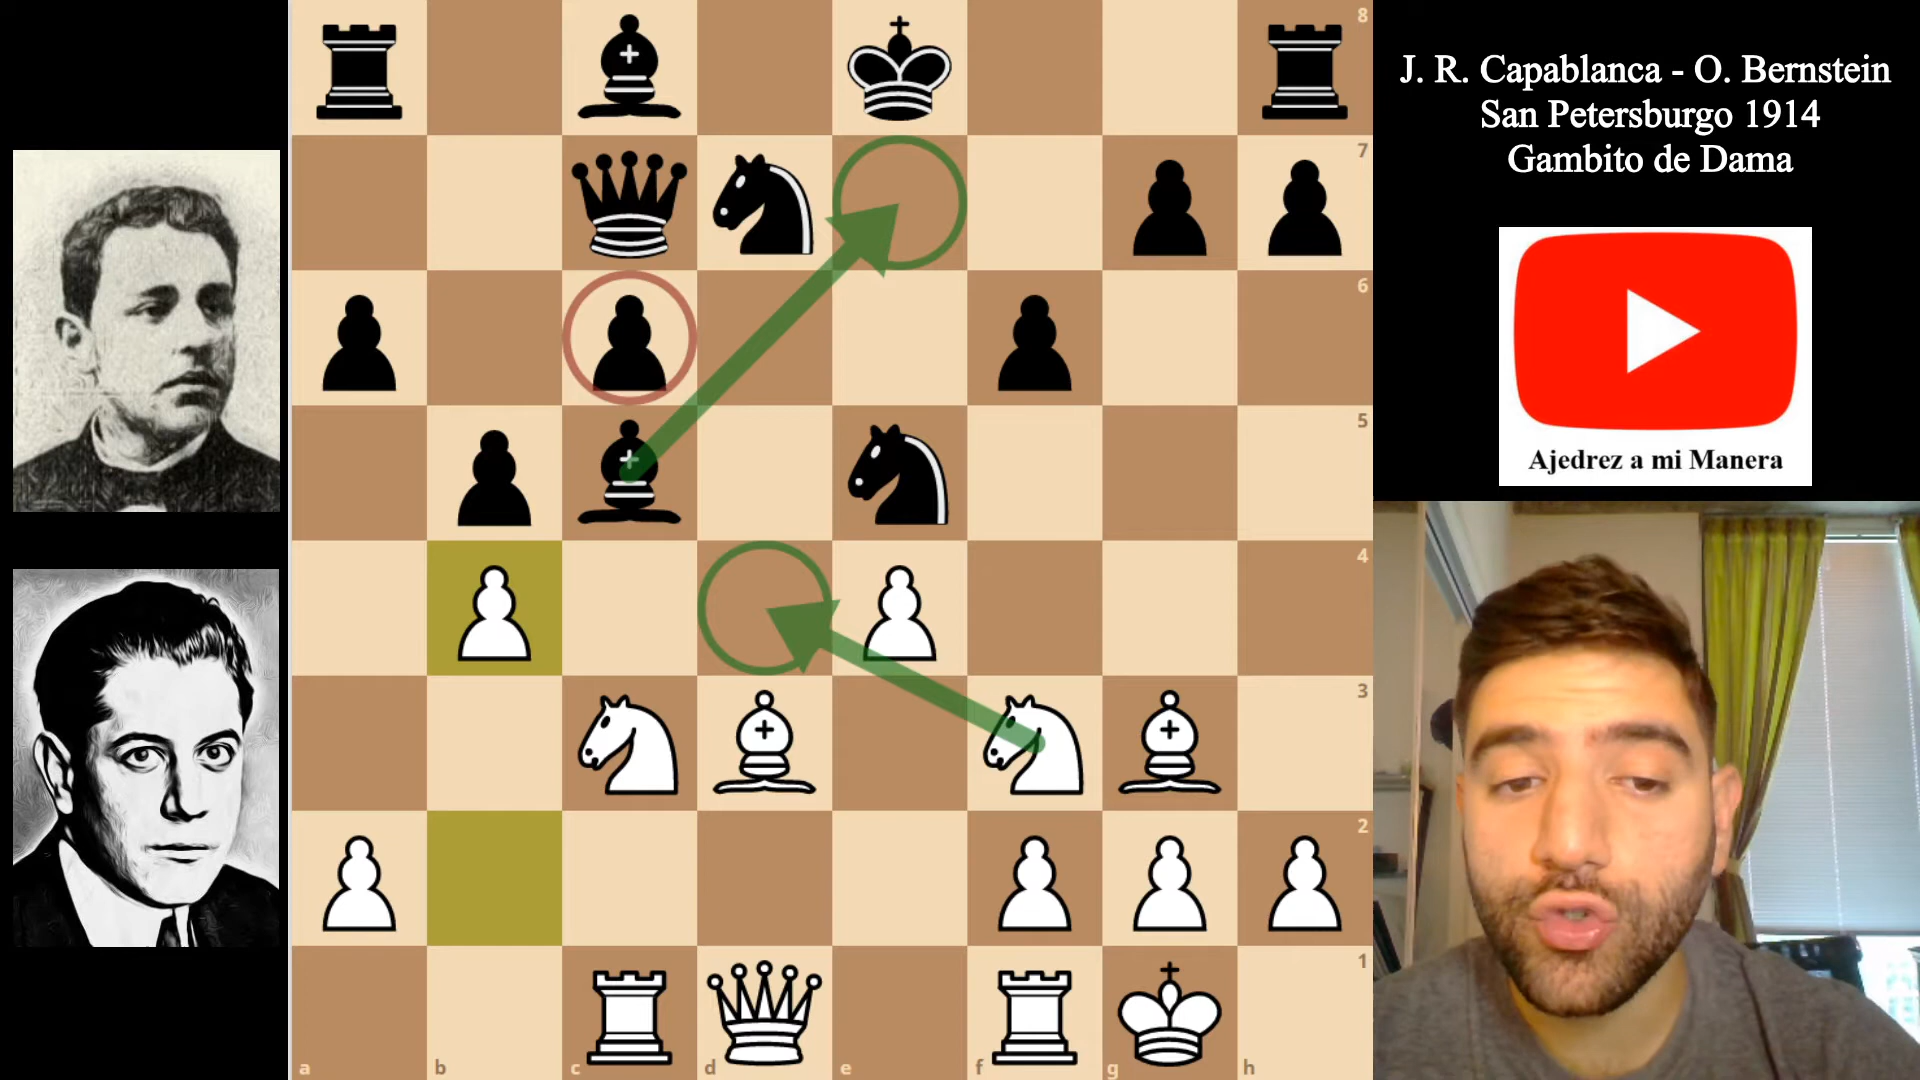 J. R. Capablanca - O. Bernstein
San Petersburgo 1914
Gambito de Dama
Ajedrez a mi Manera
8
7
6
5
4
3
2
1
a b c d e f g h